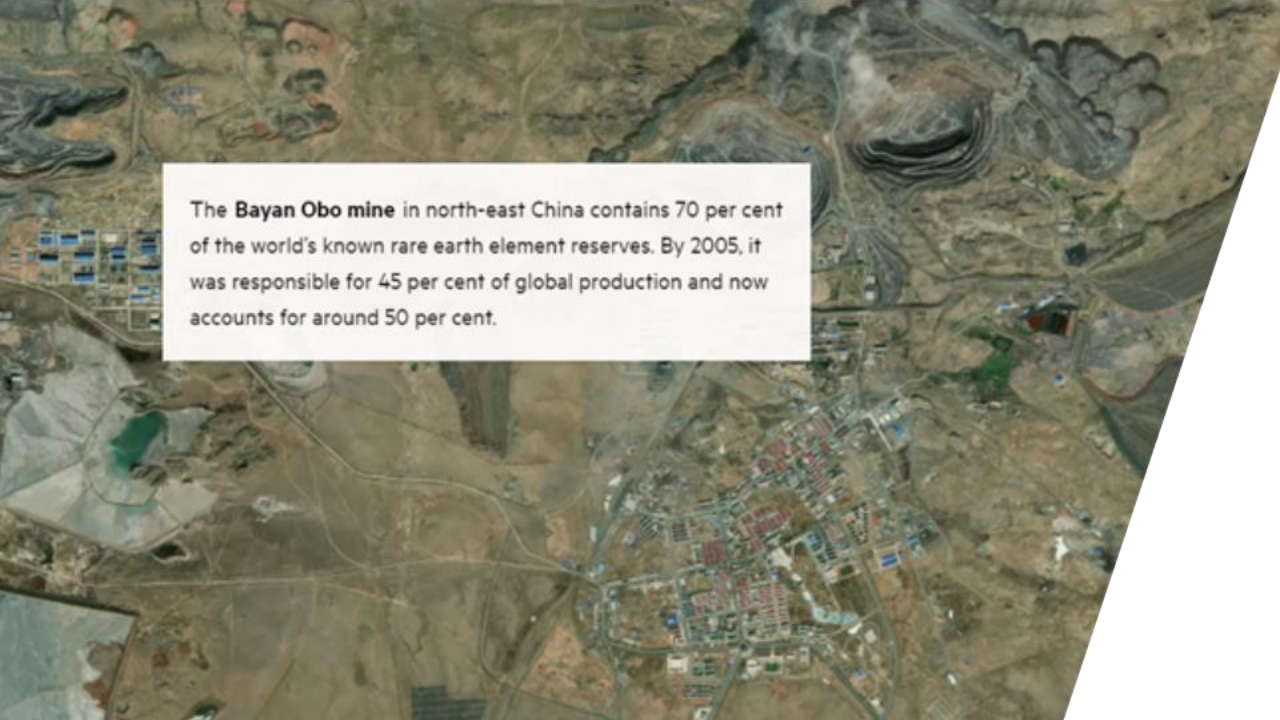 The Bayan Obo mine in north-east China contains 70 per cent
of the world's known rare earth element reserves. By 2005, it
was responsible for 45 per cent of global production and now
accounts for around 50 per cent.